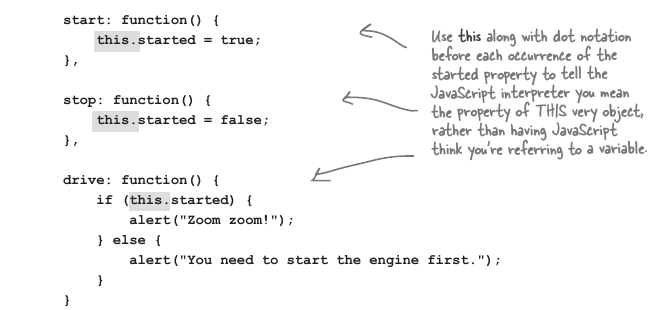 start: function() {
this.started = true;
},
stop: function() {
this.started = false;
},
drive: function() {
if (this.started) {
alert("Zoom zoom!");
} else {
alert("You need to start the engine first.");
}
}
Use this along with dot notation
before each occurrence of the
started property to tell the
JavaScript interpreter you mean
the property of THIS very object,
rather than having JavaScript
think you're referring to a variable.